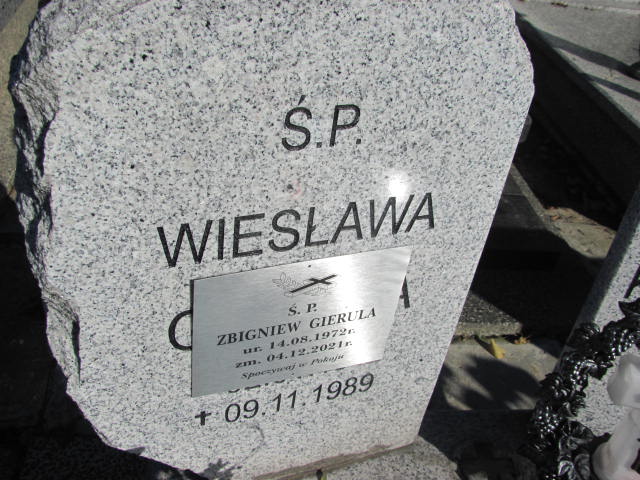 Ś.P.
WIESŁAWA
Ś. P.
ZBIGNIEW GIERULA
ur. 14.08.1972r.
zm. 04.12.2021r.
Spoczywaj w Pokoju
+ 09.11.1989